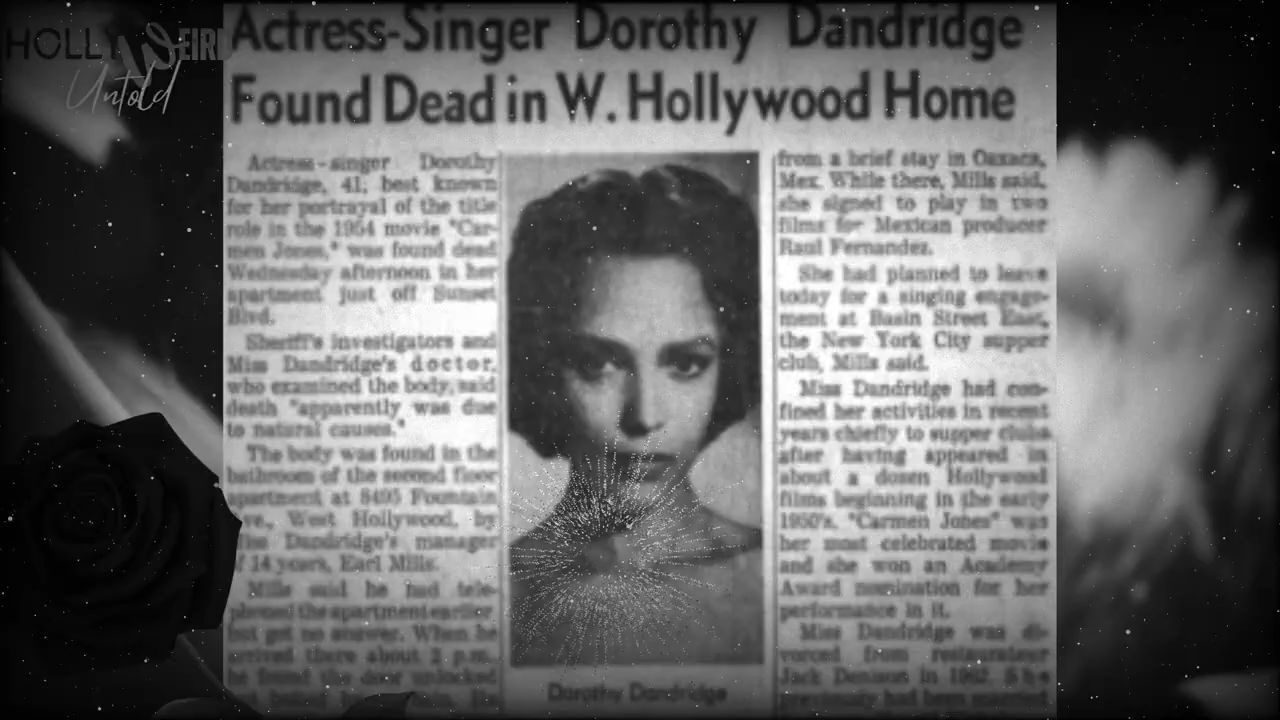 HOLLYWEIRD
Untold
Actress-Singer Dorothy Dandridge
Found Dead in W. Hollywood Home
Actress-singer Dorothy
Dandridge, 41, best known
for her portrayal of the title
role in the 1954 movie "Car-
men Jones," was found dead
Wednesday afternoon in her
apartment just off Sunset
Blvd.
Sheriff's investigators and
Miss Dandridge's doctor,
who examined the body, said
death "apparently was due
to natural causes."
The body was found in the
bathroom of the second floor
apartment at 8495 Fountain
ve., West Hollywood, by
Dandridge's manager
f 14 years, Earl Mills.
Mills said he had tele-
phoned the apartment earlier
but got no answer. When he
arrived there about 2 p.m.
he found the door unlocked
Dorothy Dandridge
from a brief stay in Oaxaca,
Mex. While there, Mills said,
she signed to play in two
films for Mexican producer
Raul Fernandez.
She had planned to leave
today for a singing engage-
ment at Basin Street East,
the New York City supper
club, Mills said.
Miss Dandridge had con-
fined her activities in recent
years chiefly to supper clubs
after having appeared in
about a dozen Hollywood
films beginning in the early
1950's. "Carmen Jones" was
her most celebrated movie
and she won an Academy
Award nomination for her
performance in it.
Miss Dandridge was di-
vorced from restaurateur
Jack Denison in 1962. She
previously had been married